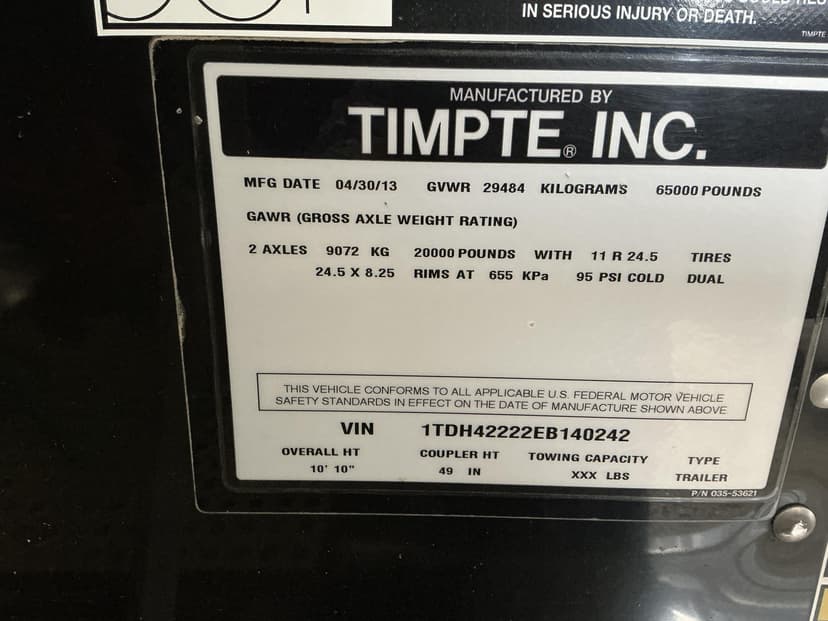 IN SERIOUS INJURY OR DEATH.
TIMPTE
MANUFACTURED BY
TIMPTE® INC.
MFG DATE 04/30/13 GVWR 29484 KILOGRAMS 65000 POUNDS
GAWR (GROSS AXLE WEIGHT RATING)
2 AXLES 9072 KG 20000 POUNDS WITH 11 R 24.5 TIRES
24.5 X 8.25 RIMS AT 655 KPa 95 PSI COLD DUAL
THIS VEHICLE CONFORMS TO ALL APPLICABLE U.S. FEDERAL MOTOR VEHICLE
SAFETY STANDARDS IN EFFECT ON THE DATE OF MANUFACTURE SHOWN ABOVE
VIN 1TDH42222EB140242
OVERALL HT COUPLER HT TOWING CAPACITY TYPE
10' 10" 49 IN XXX LBS TRAILER
P/N 035-53621